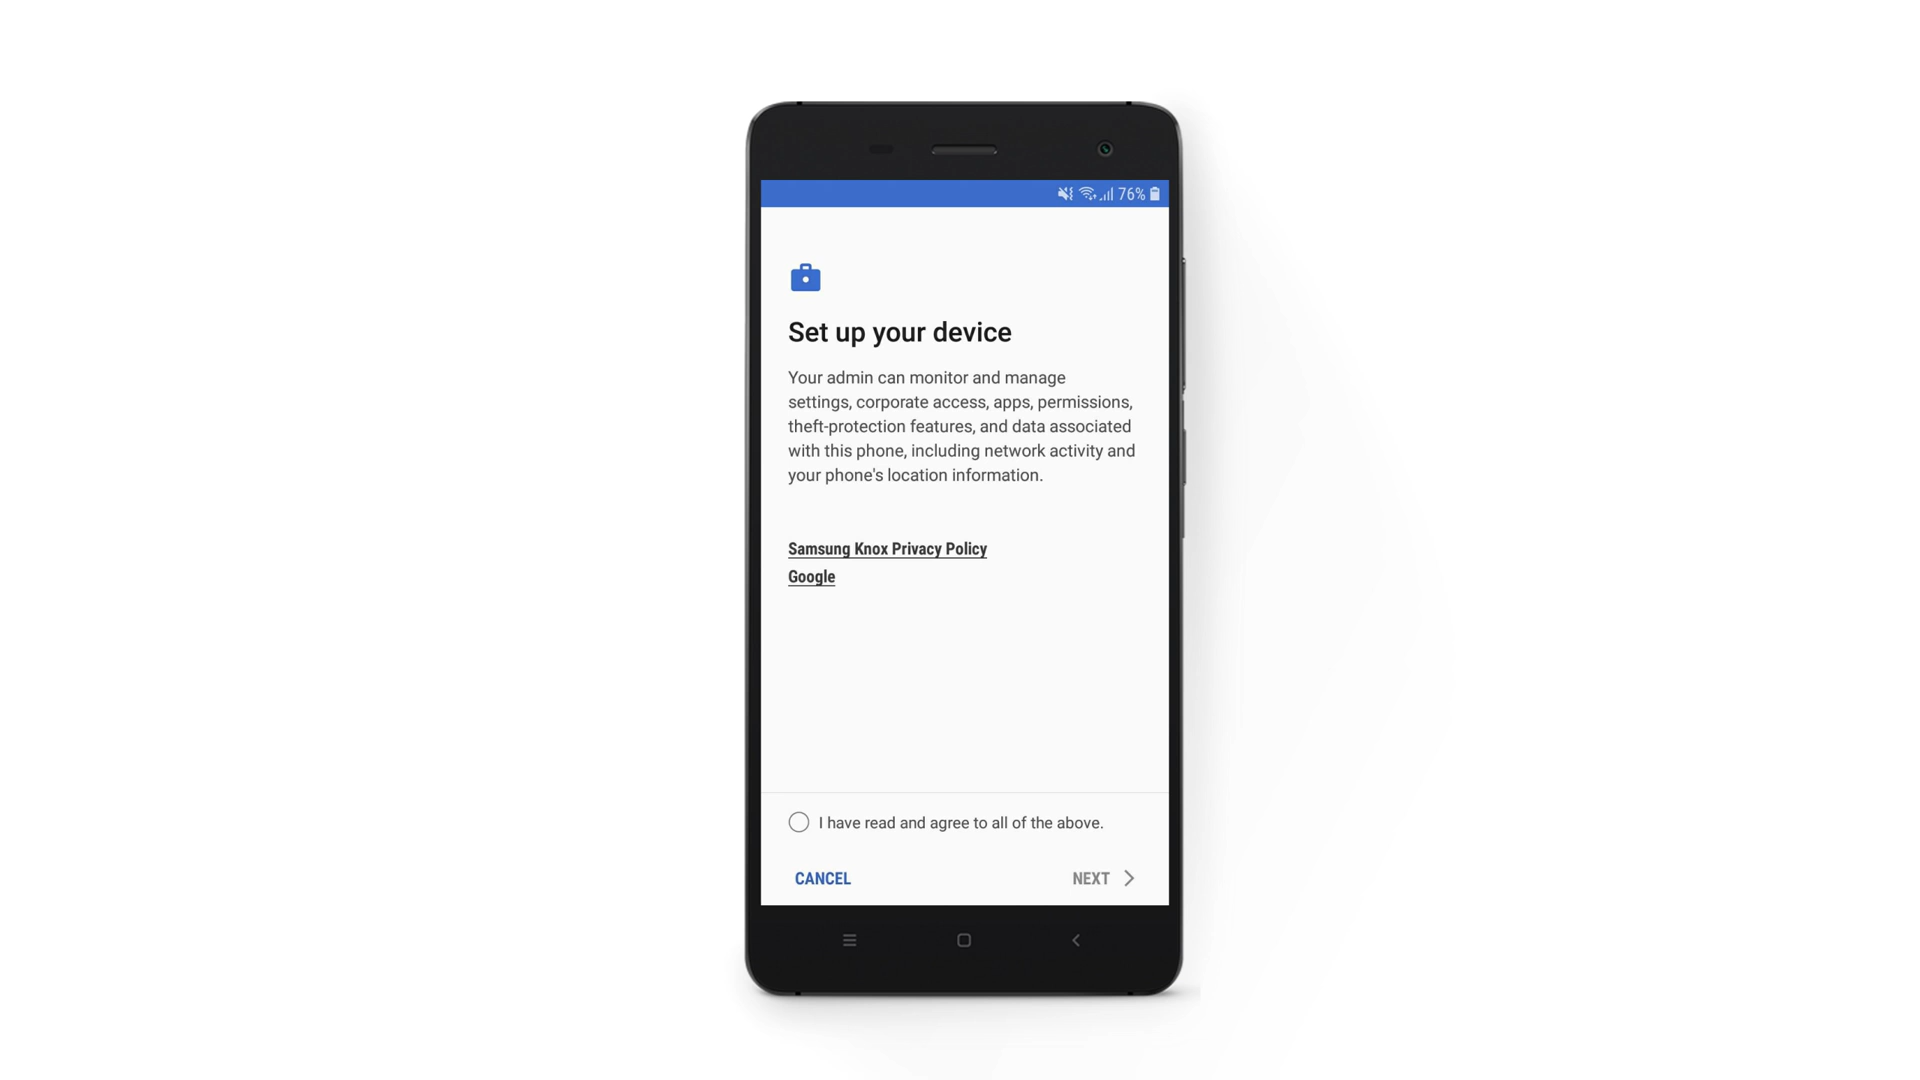 76%
Set up your device
Your admin can monitor and manage
settings, corporate access, apps, permissions,
theft-protection features, and data associated
with this phone, including network activity and
your phone's location information.
Samsung Knox Privacy Policy
Google
I have read and agree to all of the above.
CANCEL
NEXT